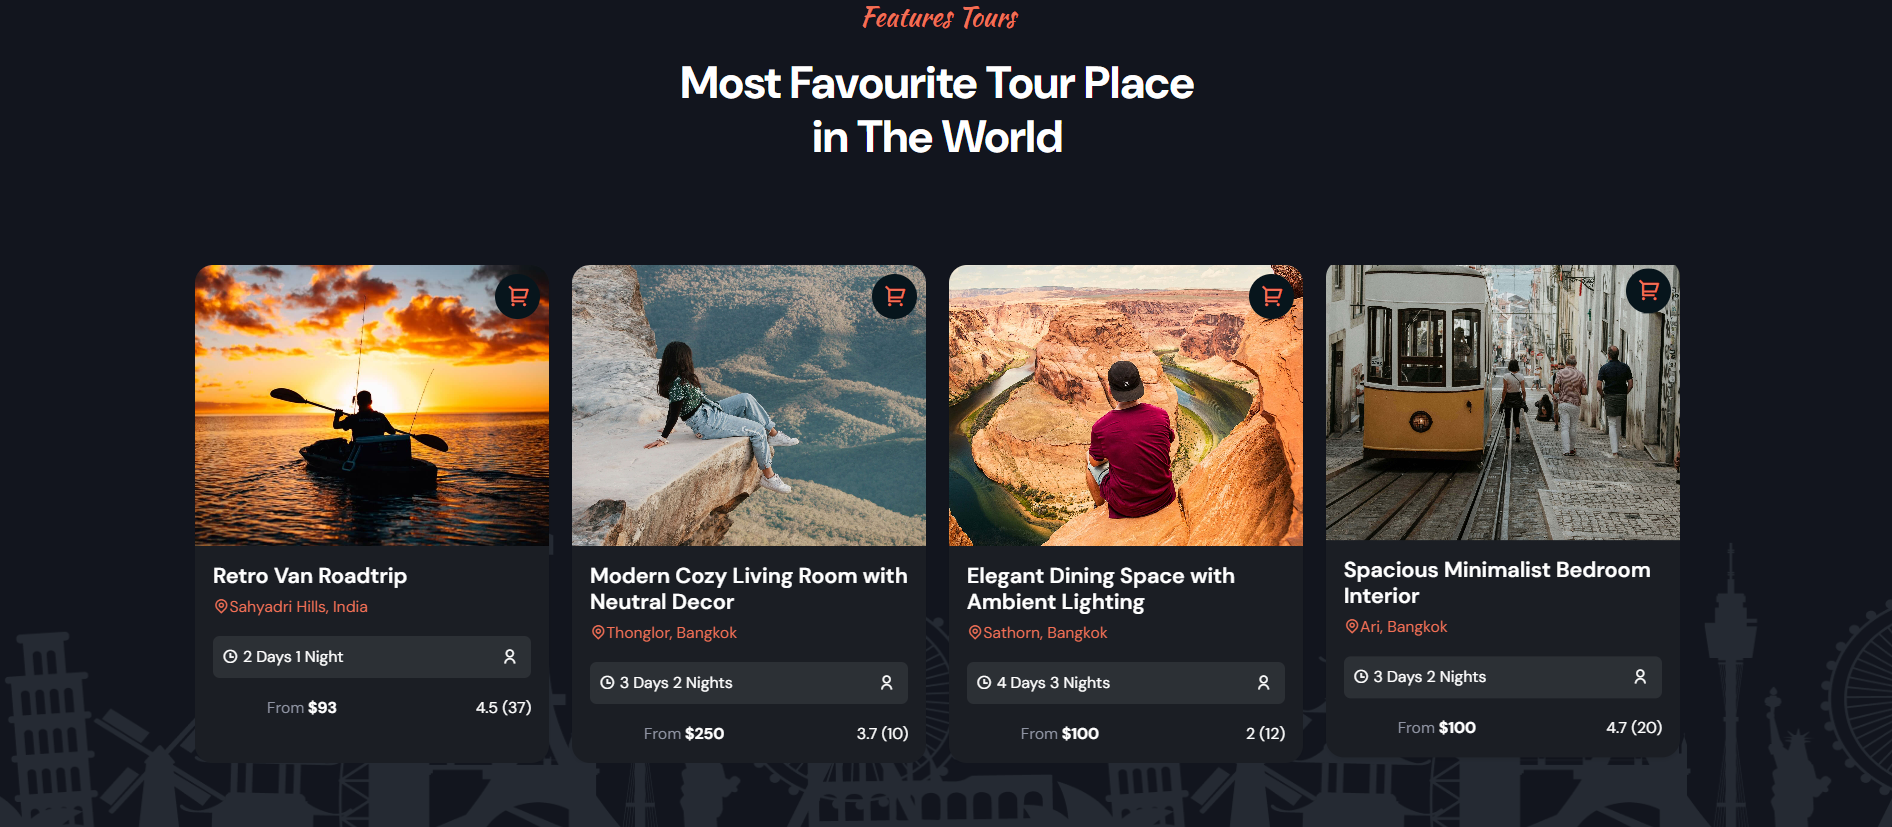 Features Tours
Most Favourite Tour Place
in The World
Retro Van Roadtrip
Sahyadri Hills, India
2 Days 1 Night
From $93
4.5 (37)
Modern Cozy Living Room with
Neutral Decor
Thonglor, Bangkok
3 Days 2 Nights
From $250
3.7 (10)
Elegant Dining Space with
Ambient Lighting
Sathorn, Bangkok
4 Days 3 Nights
From $100
2 (12)
Spacious Minimalist Bedroom
Interior
Ari, Bangkok
3 Days 2 Nights
From $100
4.7 (20)